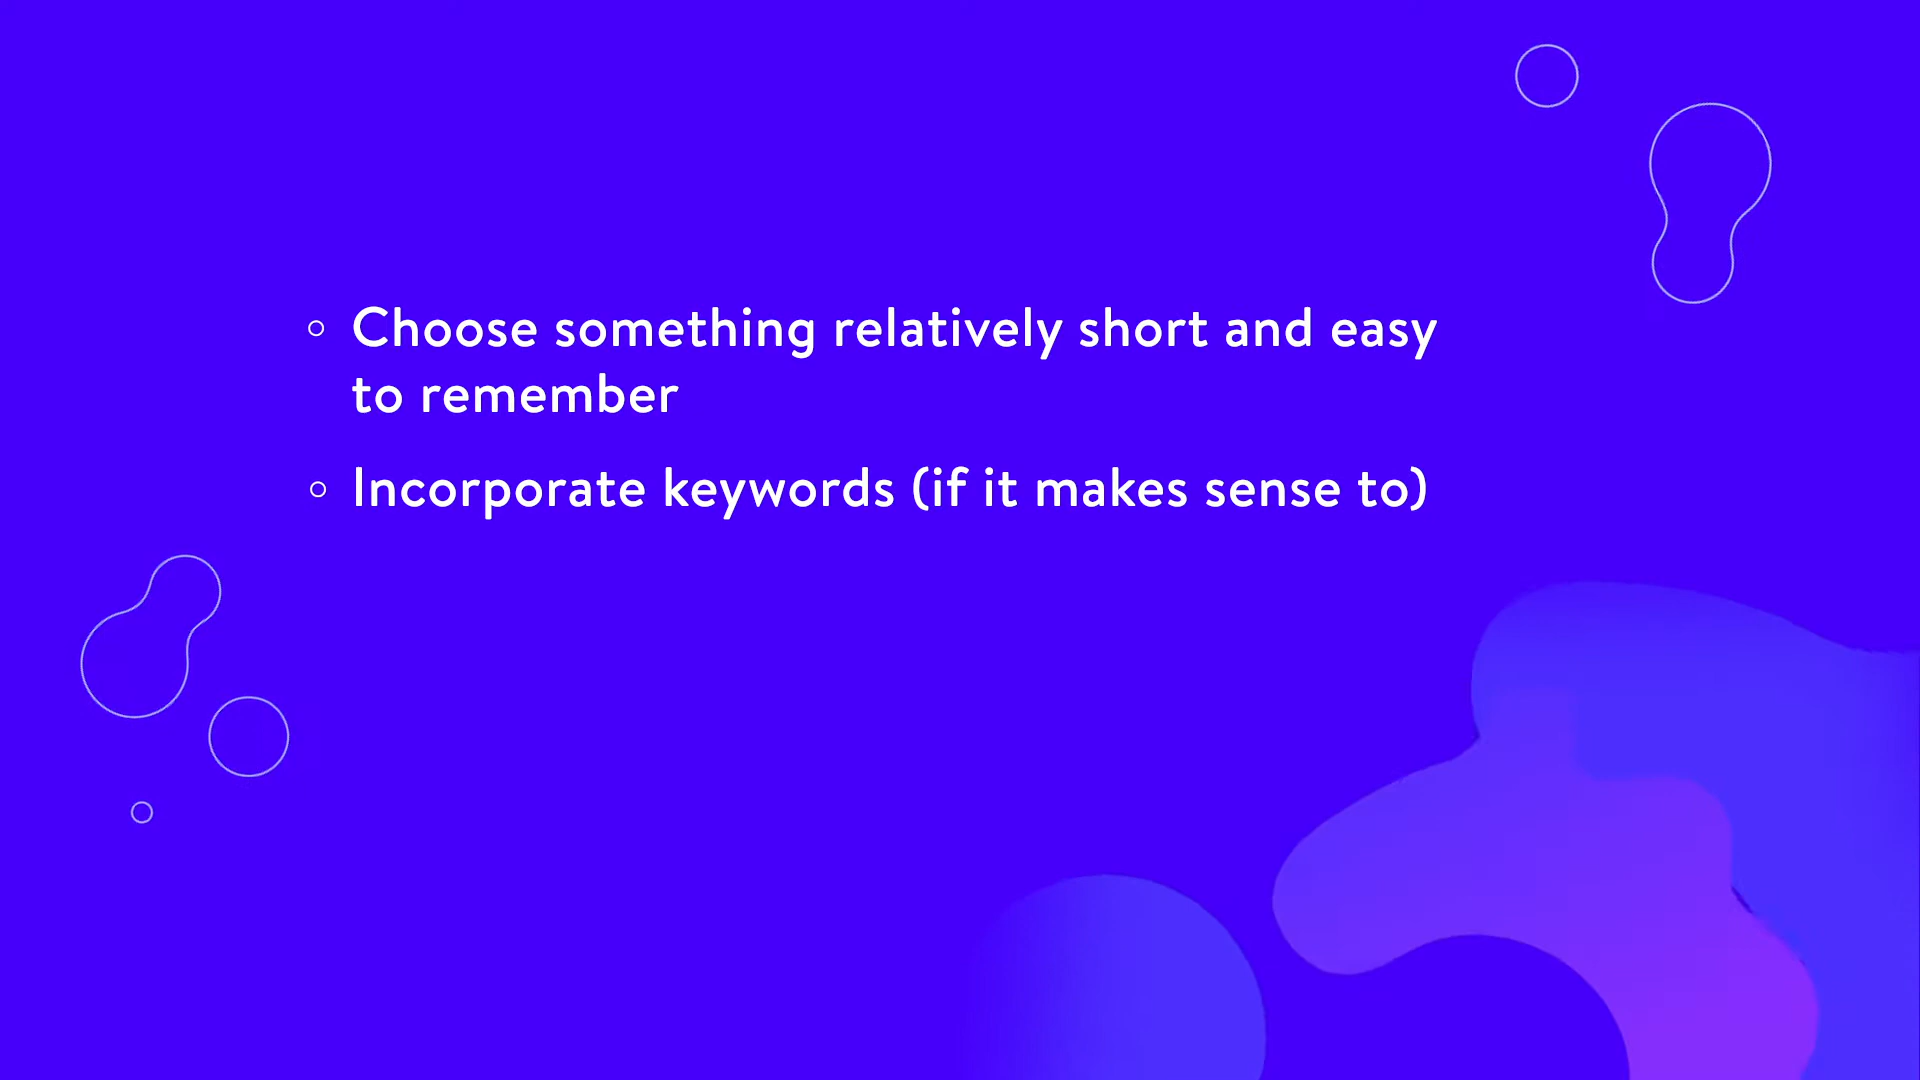 Choose something relatively short and easy
to remember
Incorporate keywords (if it makes sense to)